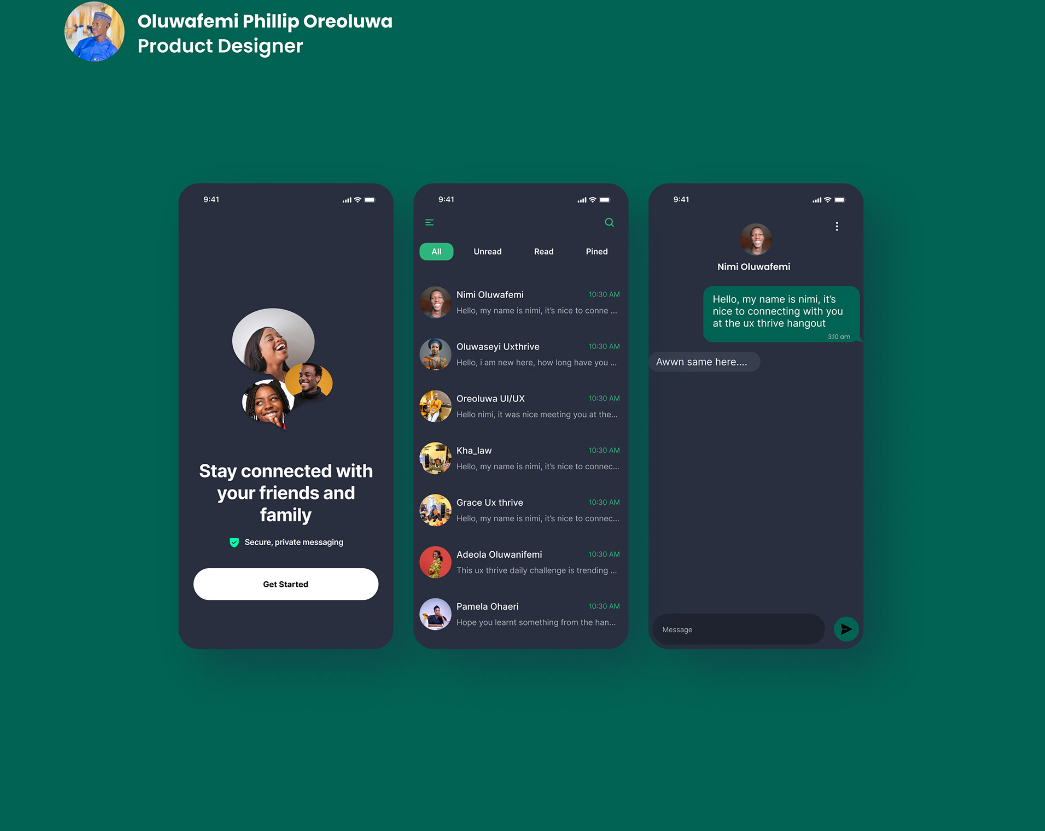 Oluwafemi Phillip Oreoluwa
Product Designer
9:41
Stay connected with
your friends and
family
Secure, private messaging
Get Started
9:41
All Unread Read Pined
Nimi Oluwafemi 10:30 AM
Hello, my name is nimi, it's nice to conne ...
Oluwaseyi Uxthrive 10:30 AM
Hello, i am new here, how long have you ...
Oreoluwa UI/UX 10:30 AM
Hello nimi, it was nice meeting you at the...
Kha_law 10:30 AM
Hello, my name is nimi, it's nice to connec...
Grace Ux thrive 10:30 AM
Hello, my name is nimi, it's nice to connec...
Adeola Oluwanifemi 10:30 AM
This ux thrive daily challenge is trending ...
Pamela Ohaeri 10:30 AM
Hope you learnt something from the han...
9:41
Nimi Oluwafemi
Hello, my name is nimi, it's
nice to connecting with you
at the ux thrive hangout
3:10 am
Awwn same here....
Message